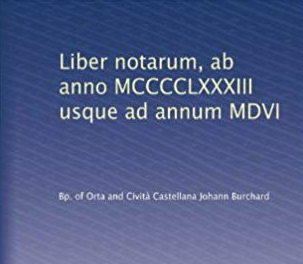 Liber notarum, ab
anno MCCCCLXXXIII
usque ad annum MDVI
Bp. of Orta and Cività Castellana Johann Burchard